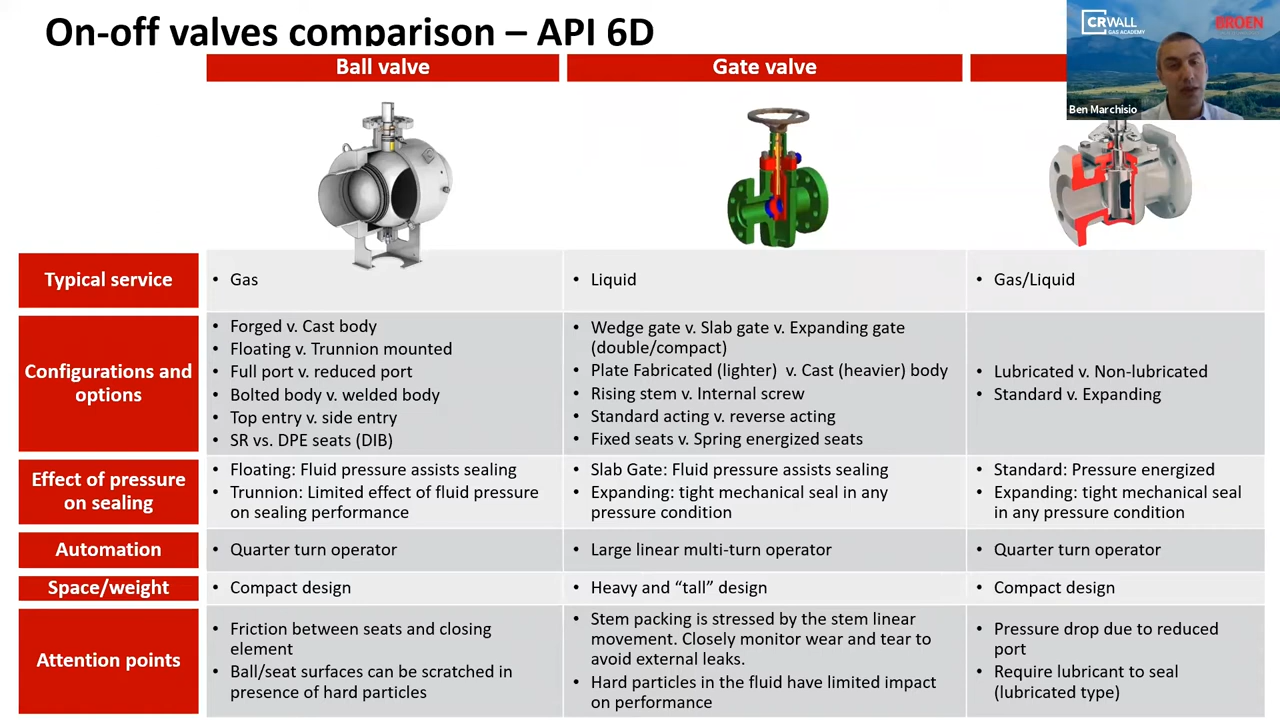 On-off valves comparison – API 6D
CRWALL
GAS ACADEMY
BROEN
Ben Marchisio
Ball valve
Gate valve
Typical service
• Gas
• Liquid
• Gas/Liquid
Configurations and
options
• Forged v. Cast body
• Floating v. Trunnion mounted
• Full port v. reduced port
• Bolted body v. welded body
• Top entry v. side entry
• SR vs. DPE seats (DIB)
• Wedge gate v. Slab gate v. Expanding gate
(double/compact)
• Plate Fabricated (lighter) v. Cast (heavier) body
• Rising stem v. Internal screw
• Standard acting v. reverse acting
• Fixed seats v. Spring energized seats
• Lubricated v. Non-lubricated
• Standard v. Expanding
Effect of pressure
on sealing
• Floating: Fluid pressure assists sealing
• Trunnion: Limited effect of fluid pressure
on sealing performance
• Slab Gate: Fluid pressure assists sealing
• Expanding: tight mechanical seal in any
pressure condition
• Standard: Pressure energized
• Expanding: tight mechanical seal
in any pressure condition
Automation
• Quarter turn operator
• Large linear multi-turn operator
• Quarter turn operator
Space/weight
• Compact design
• Heavy and “tall” design
• Compact design
Attention points
• Friction between seats and closing
element
• Ball/seat surfaces can be scratched in
presence of hard particles
• Stem packing is stressed by the stem linear
movement. Closely monitor wear and tear to
avoid external leaks.
• Hard particles in the fluid have limited impact
on performance
• Pressure drop due to reduced
port
• Require lubricant to seal
(lubricated type)